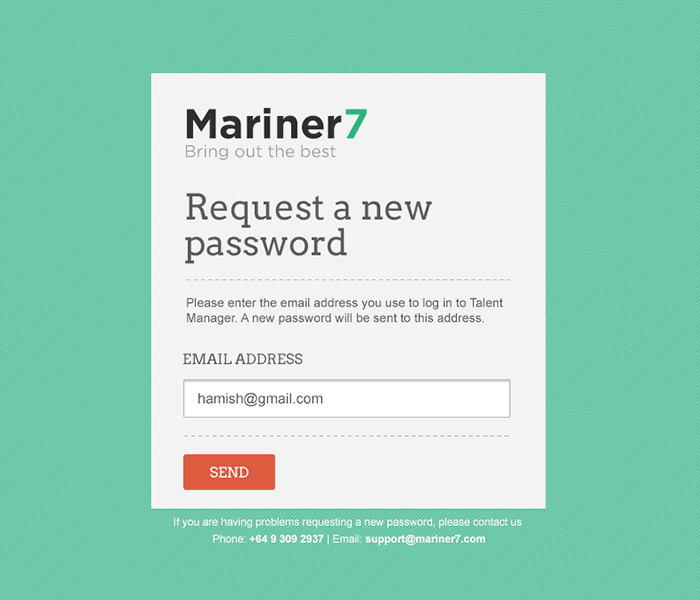 Mariner7
Bring out the best
Request a new
password
Please enter the email address you use to log in to Talent
Manager. A new password will be sent to this address.
EMAIL ADDRESS
hamish@gmail.com
SEND
If you are having problems requesting a new password, please contact us
Phone: +64 9 309 2937 | Email: support@mariner7.com